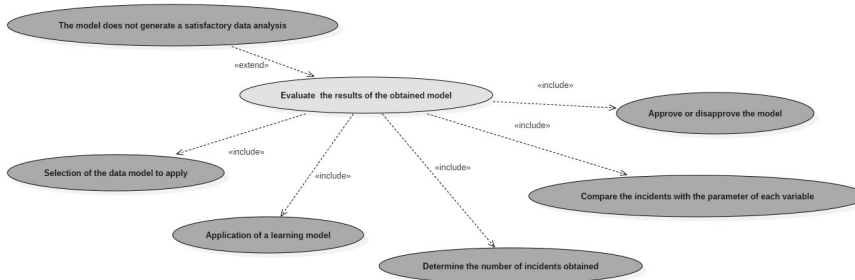 The model does not generate a satisfactory data analysis
«extend»
Evaluate the results of the obtained model
«include»
Approve or disapprove the model
«include»
«include»
Selection of the data model to apply
«include»
«include»
Compare the incidents with the parameter of each variable
Application of a learning model
Determine the number of incidents obtained